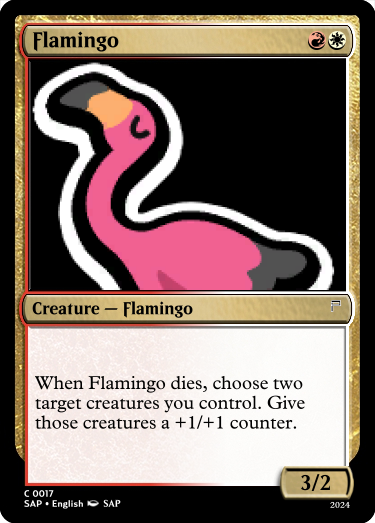 Flamingo
Creature — Flamingo
When Flamingo dies, choose two
target creatures you control. Give
those creatures a +1/+1 counter.
3/2
C 0017
SAP • English SAP
2024